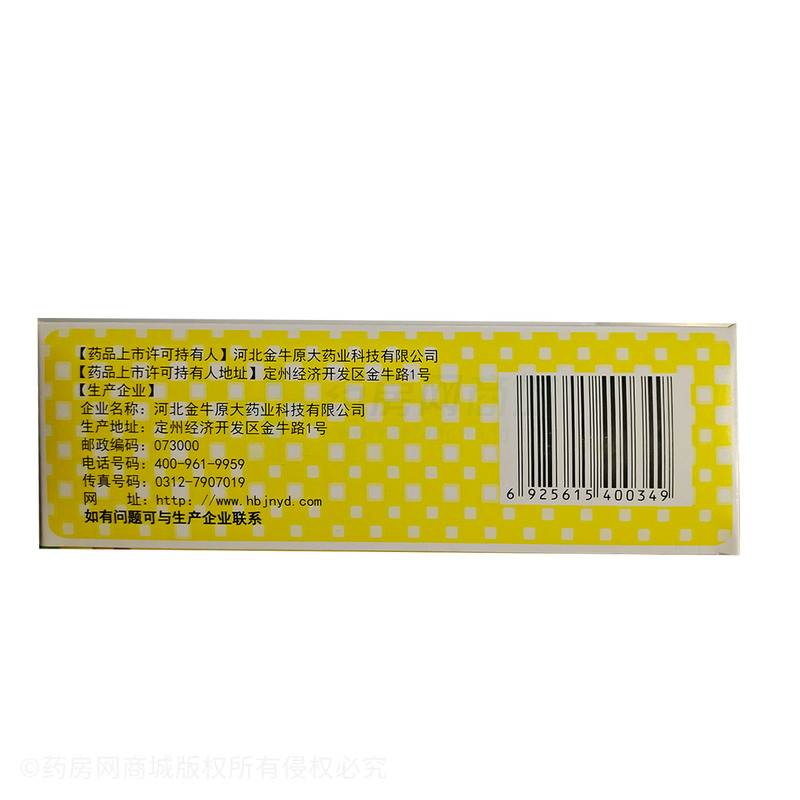 【药品上市许可持有人】河北金牛原大药业科技有限公司
【药品上市许可持有人地址】定州经济开发区金牛路1号
【生产企业】
企业名称：河北金牛原大药业科技有限公司
生产地址：定州经济开发区金牛路1号
邮政编码：073000
电话号码：400-961-9959
传真号码：0312-7907019
网 址：http：//www.hbjnyd.com
如有问题可与生产企业联系
6 925615 400349
©药房网商城版权所有侵权必究